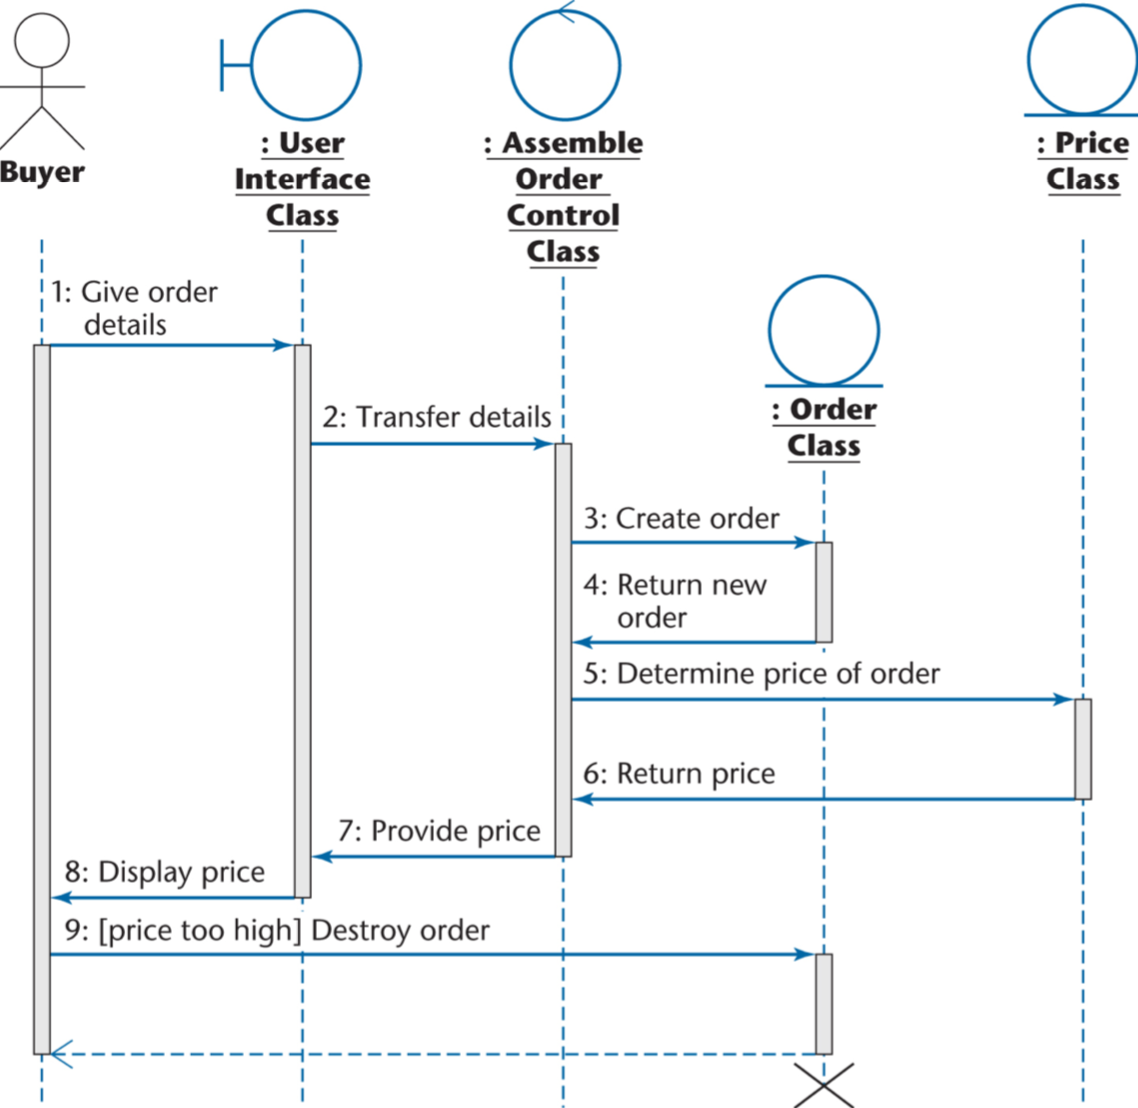 Buyer
: User
Interface
Class
: Assemble
Order
Control
Class
: Price
Class
1: Give order
details
: Order
Class
2: Transfer details
3: Create order
4: Return new
order
5: Determine price of order
6: Return price
7: Provide price
8: Display price
9: [price too high] Destroy order